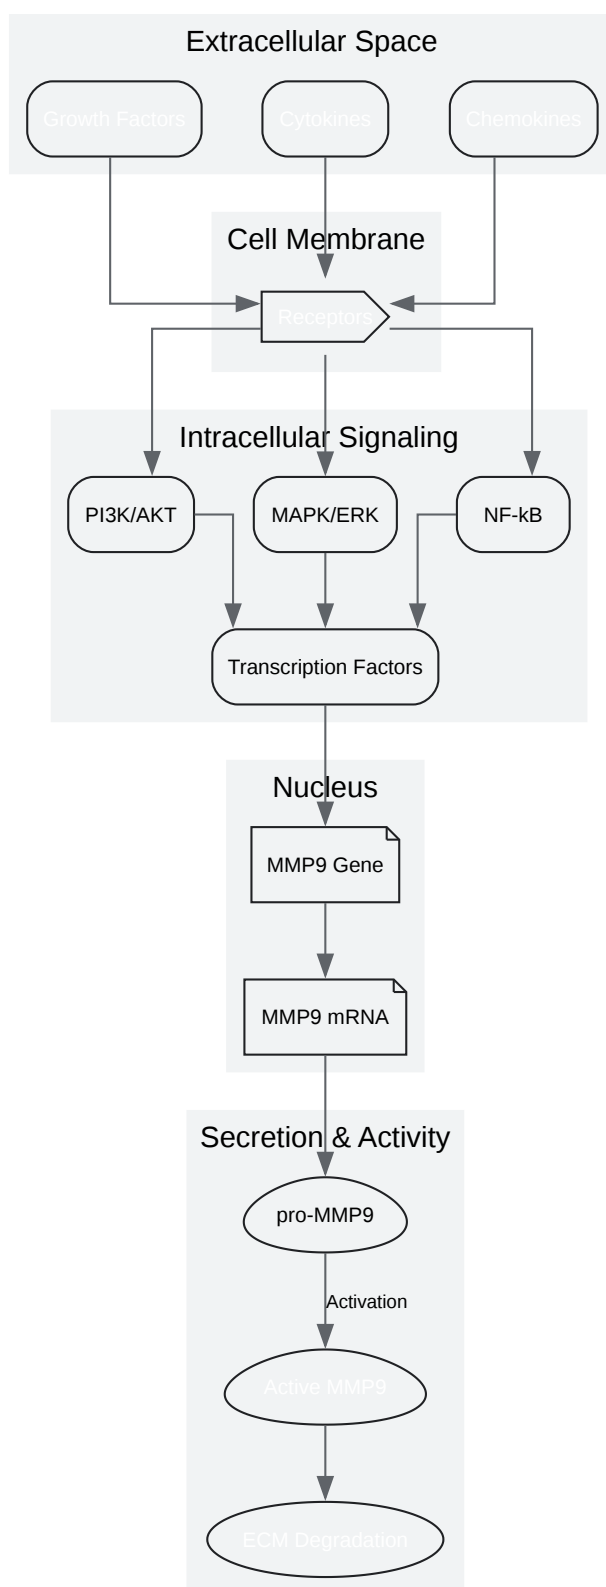 Extracellular Space
Growth Factors
Cytokines
Chemokines
Cell Membrane
Receptors
Intracellular Signaling
PI3K/AKT
MAPK/ERK
NF-kB
Transcription Factors
Nucleus
MMP9 Gene
MMP9 mRNA
Secretion & Activity
pro-MMP9
Activation
Active MMP9
ECM Degradation